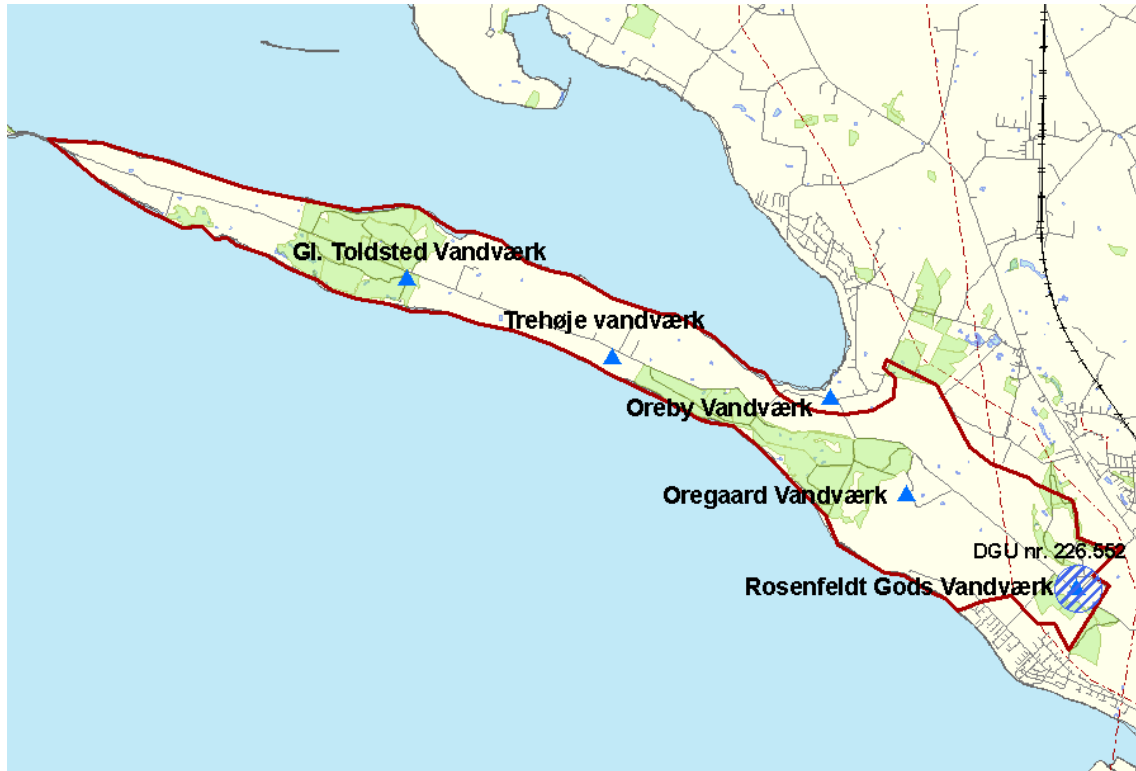 Gl. Toldsted Vandværk
Trehøje vandværk
Oreby Vandværk
Oregaard Vandværk
DGU nr. 226.552
Rosenfeldt Gods Vandværk